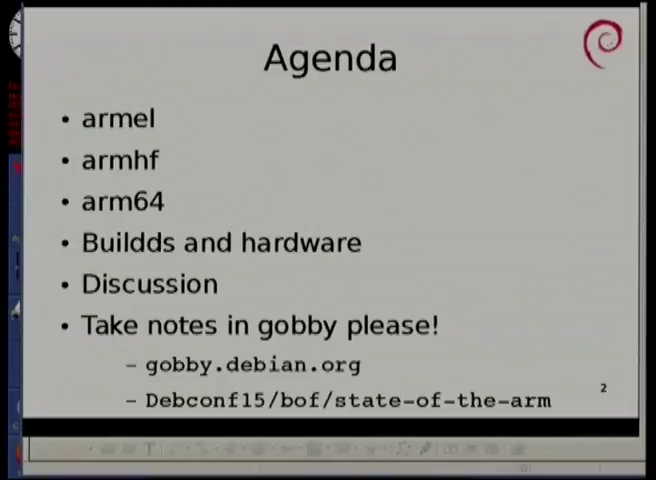 Agenda
• armel
• armhf
• arm64
• Buildds and hardware
• Discussion
• Take notes in gobby please!
– gobby.debian.org
– Debconf15/bof/state-of-the-arm
2